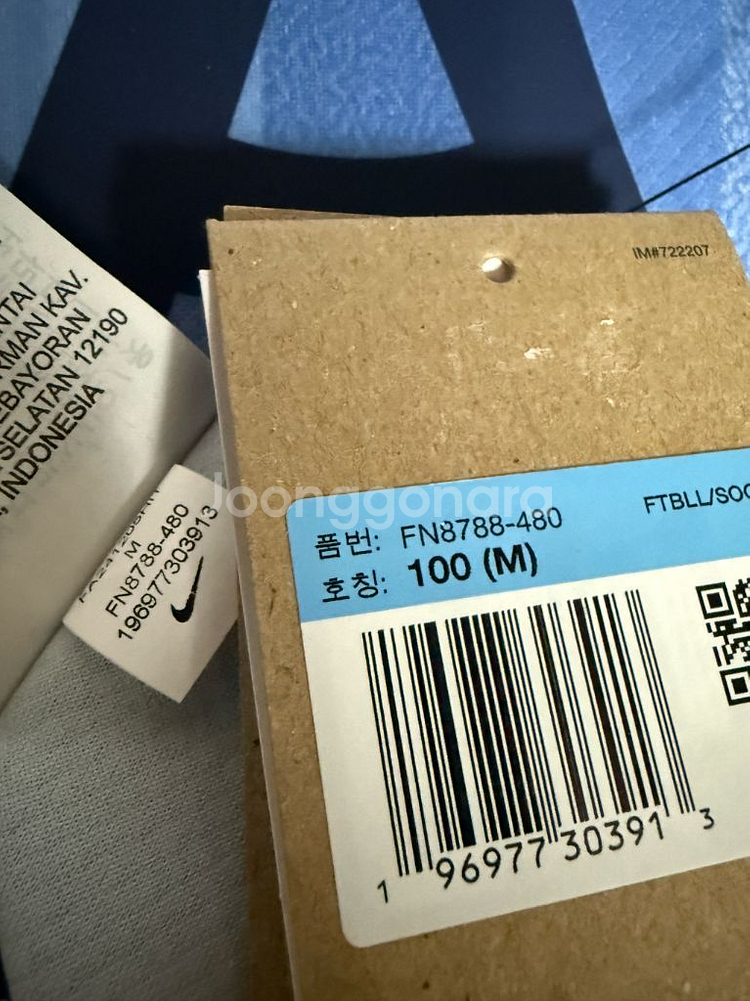 IM#722207
NTAI
RMAN KAV.
EBAYORAN
SELATAN 12190
, INDONESIA
Joonggonara
FTBLL/SOC
품번: FN8788-480
호칭: 100 (M)
M
FN8788-480
196977303913
1 96977 30391 3